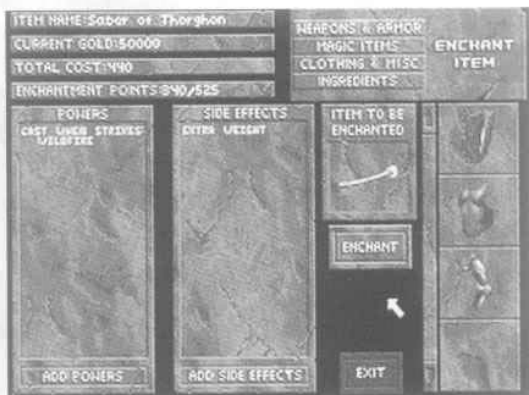 ITEM NAME:Saber of Thorghon
CURRENT GOLD:50000
TOTAL COST:440
ENCHANTMENT POINTS:840/525
WEAPONS & ARMOR
MAGIC ITEMS
CLOTHING & MISC
INGREDIENTS
ENCHANT
ITEM
POWERS
CAST WHEN STRIKES
WILDFIRE
SIDE EFFECTS
EXTRA WEIGHT
ITEM TO BE
ENCHANTED
ENCHANT
ADD POWERS
ADD SIDE EFFECTS
EXIT